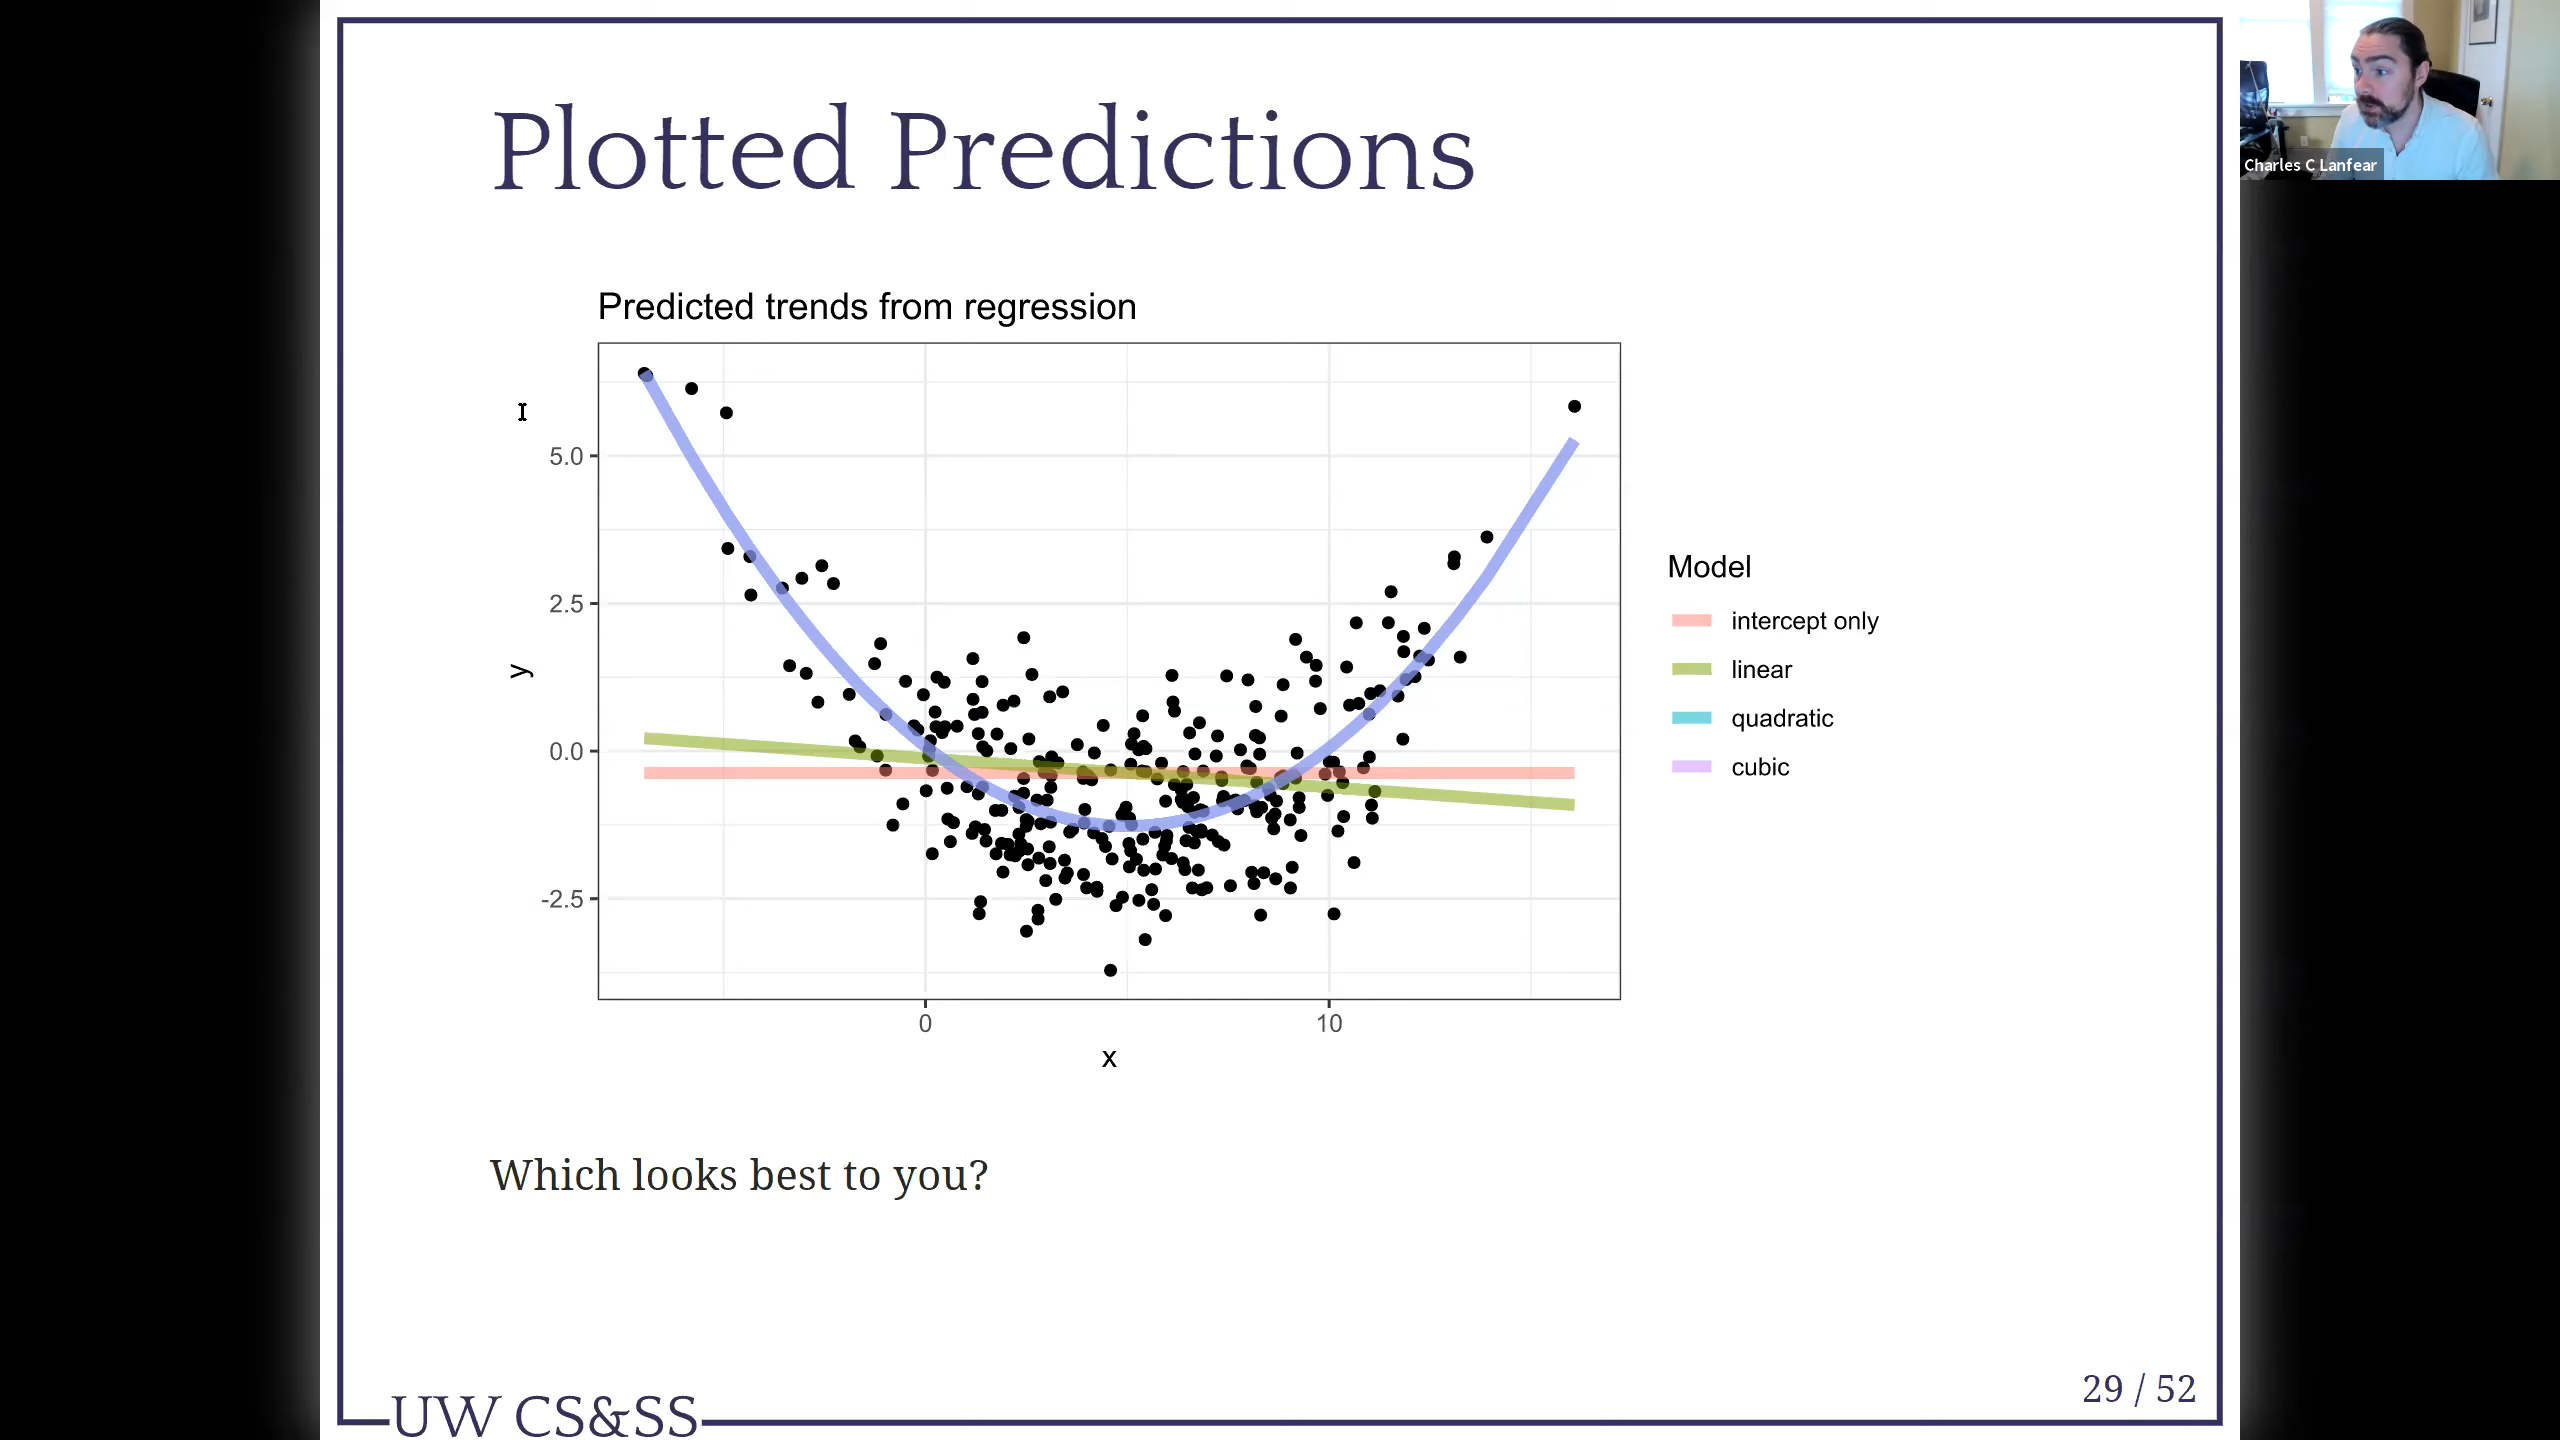 Plotted Predictions
Charles C Lanfear
Predicted trends from regression
5.0
2.5
0.0
-2.5
y
0
10
x
Model
intercept only
linear
quadratic
cubic
Which looks best to you?
29 / 52
UW CS&SS